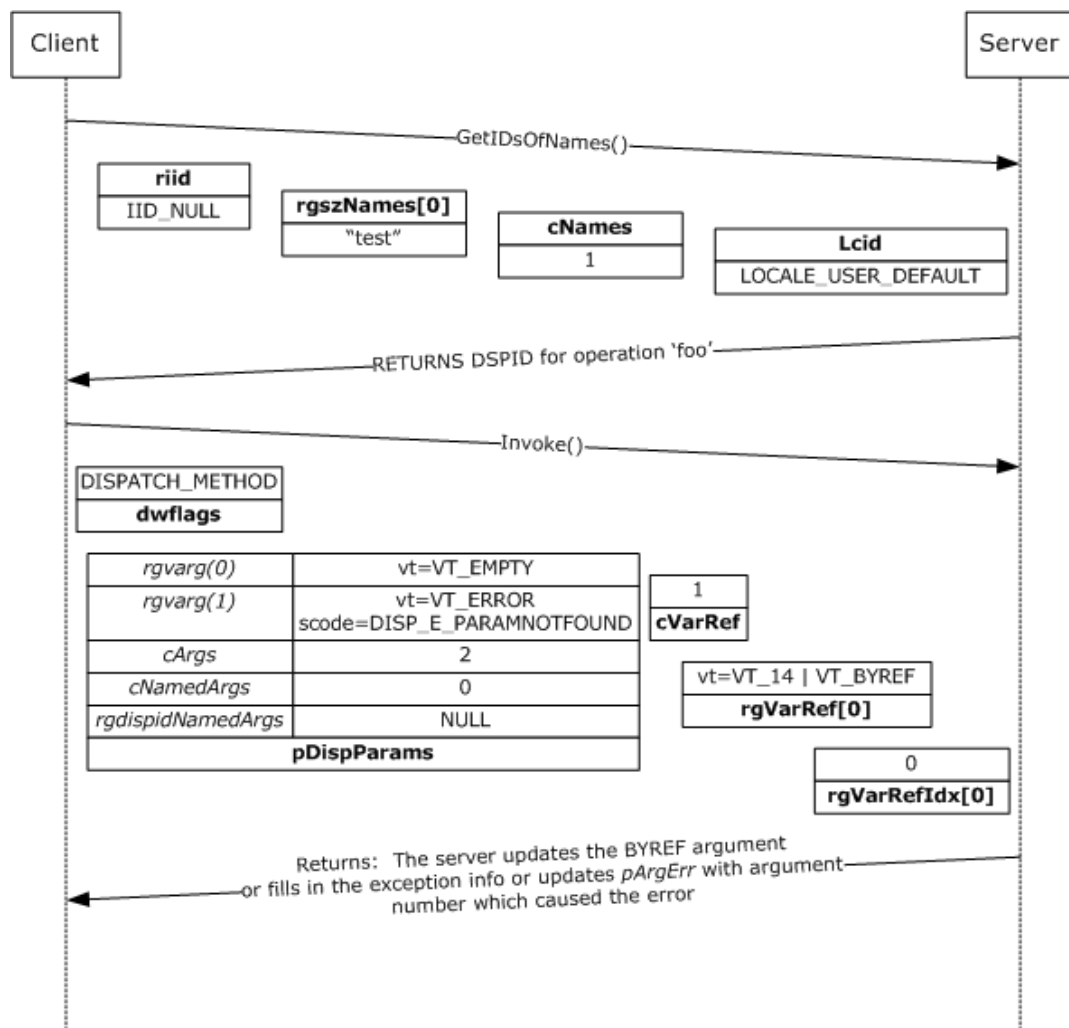 Client
Server
GetIDsOfNames()
riid
IID_NULL
rgszNames[0]
“test”
cNames
1
Lcid
LOCALE_USER_DEFAULT
RETURNS DSPID for operation ‘foo’
Invoke()
DISPATCH_METHOD
dwflags
rgvarg(0)
vt=VT_EMPTY
rgvarg(1)
vt=VT_ERROR
scode=DISP_E_PARAMNOTFOUND
cArgs
2
cNamedArgs
0
rgdispidNamedArgs
NULL
pDispParams
1
cVarRef
vt=VT_14 | VT_BYREF
rgVarRef[0]
0
rgVarRefIdx[0]
Returns: The server updates the BYREF argument
or fills in the exception info or updates pArgErr with argument
number which caused the error